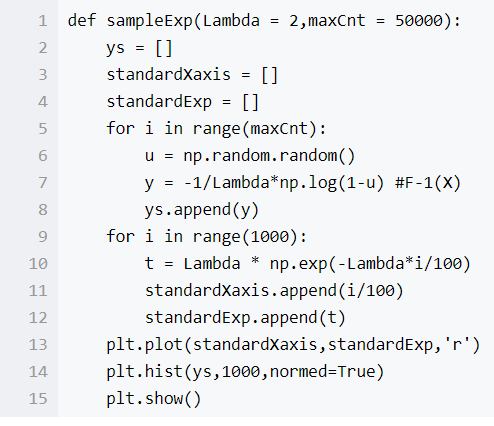 1 def sampleExp(Lambda = 2,maxCnt = 50000):
2     ys = []
3     standardXaxis = []
4     standardExp = []
5     for i in range(maxCnt):
6         u = np.random.random()
7         y = -1/Lambda*np.log(1-u) #F-1(X)
8         ys.append(y)
9     for i in range(1000):
10         t = Lambda * np.exp(-Lambda*i/100)
11         standardXaxis.append(i/100)
12         standardExp.append(t)
13     plt.plot(standardXaxis,standardExp,'r')
14     plt.hist(ys,1000,normed=True)
15     plt.show()